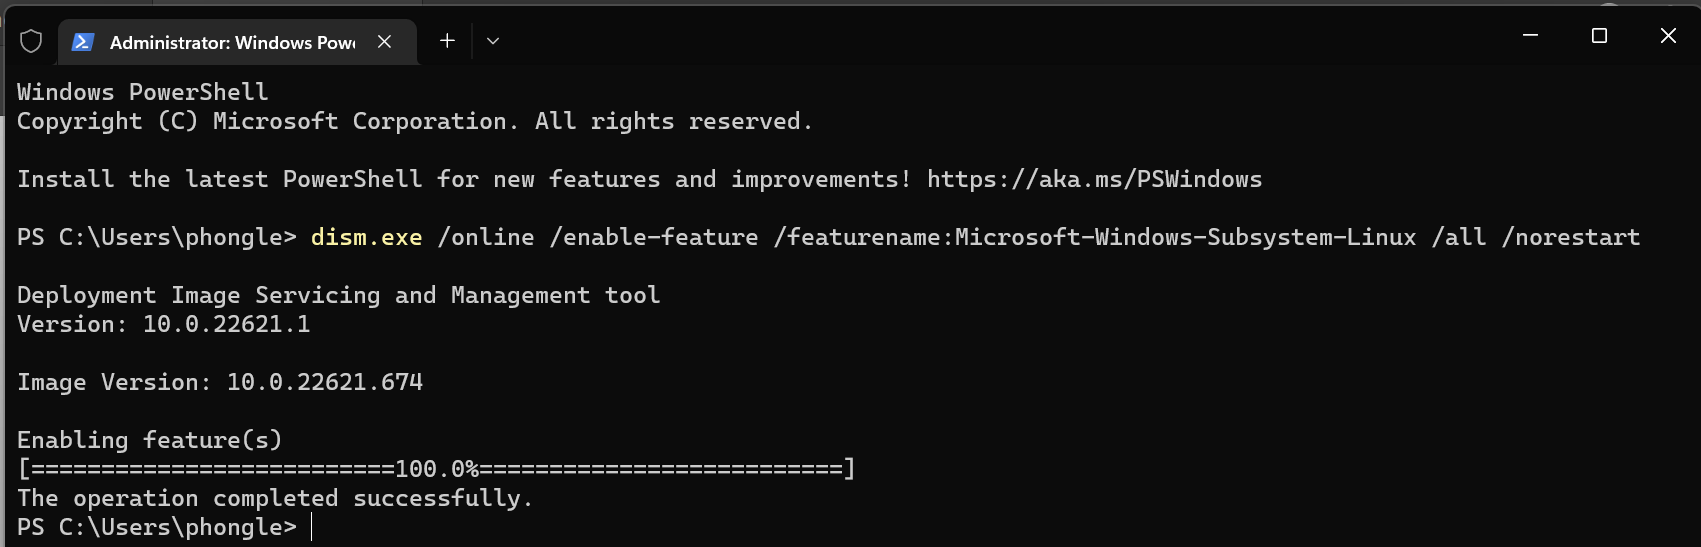 Administrator: Windows Powe
Windows PowerShell
Copyright (C) Microsoft Corporation. All rights reserved.
Install the latest PowerShell for new features and improvements! https://aka.ms/PSWindows
PS C:\Users\phongle> dism.exe /online /enable-feature /featurename:Microsoft-Windows-Subsystem-Linux /all /norestart
Deployment Image Servicing and Management tool
Version: 10.0.22621.1
Image Version: 10.0.22621.674
Enabling feature(s)
[==========================100.0%==========================]
The operation completed successfully.
PS C:\Users\phongle>